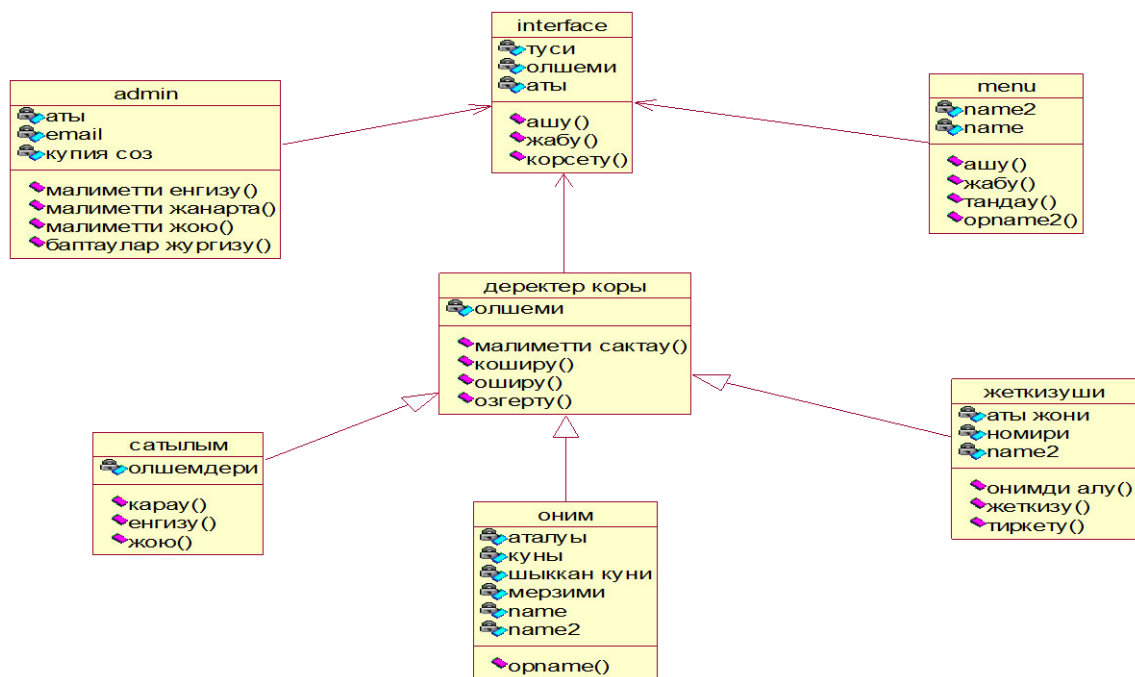 interface
туси
олшеми
аты
ашу()
жабу()
корсету()
admin
аты
email
купия соз
малиметти енгизу()
малиметти жанарта()
малиметти жою()
баптаулар жургизу()
menu
name2
name
ашу()
жабу()
тандау()
opname2()
деректер коры
олшеми
малиметти сактау()
коширу()
оширу()
озгерту()
сатылым
олшемдери
карау()
енгизу()
жою()
оним
аталуы
куны
шыккан куни
мерзими
name
name2
opname()
жеткизуши
аты жони
номири
name2
онимди алу()
жеткизу()
тиркету()